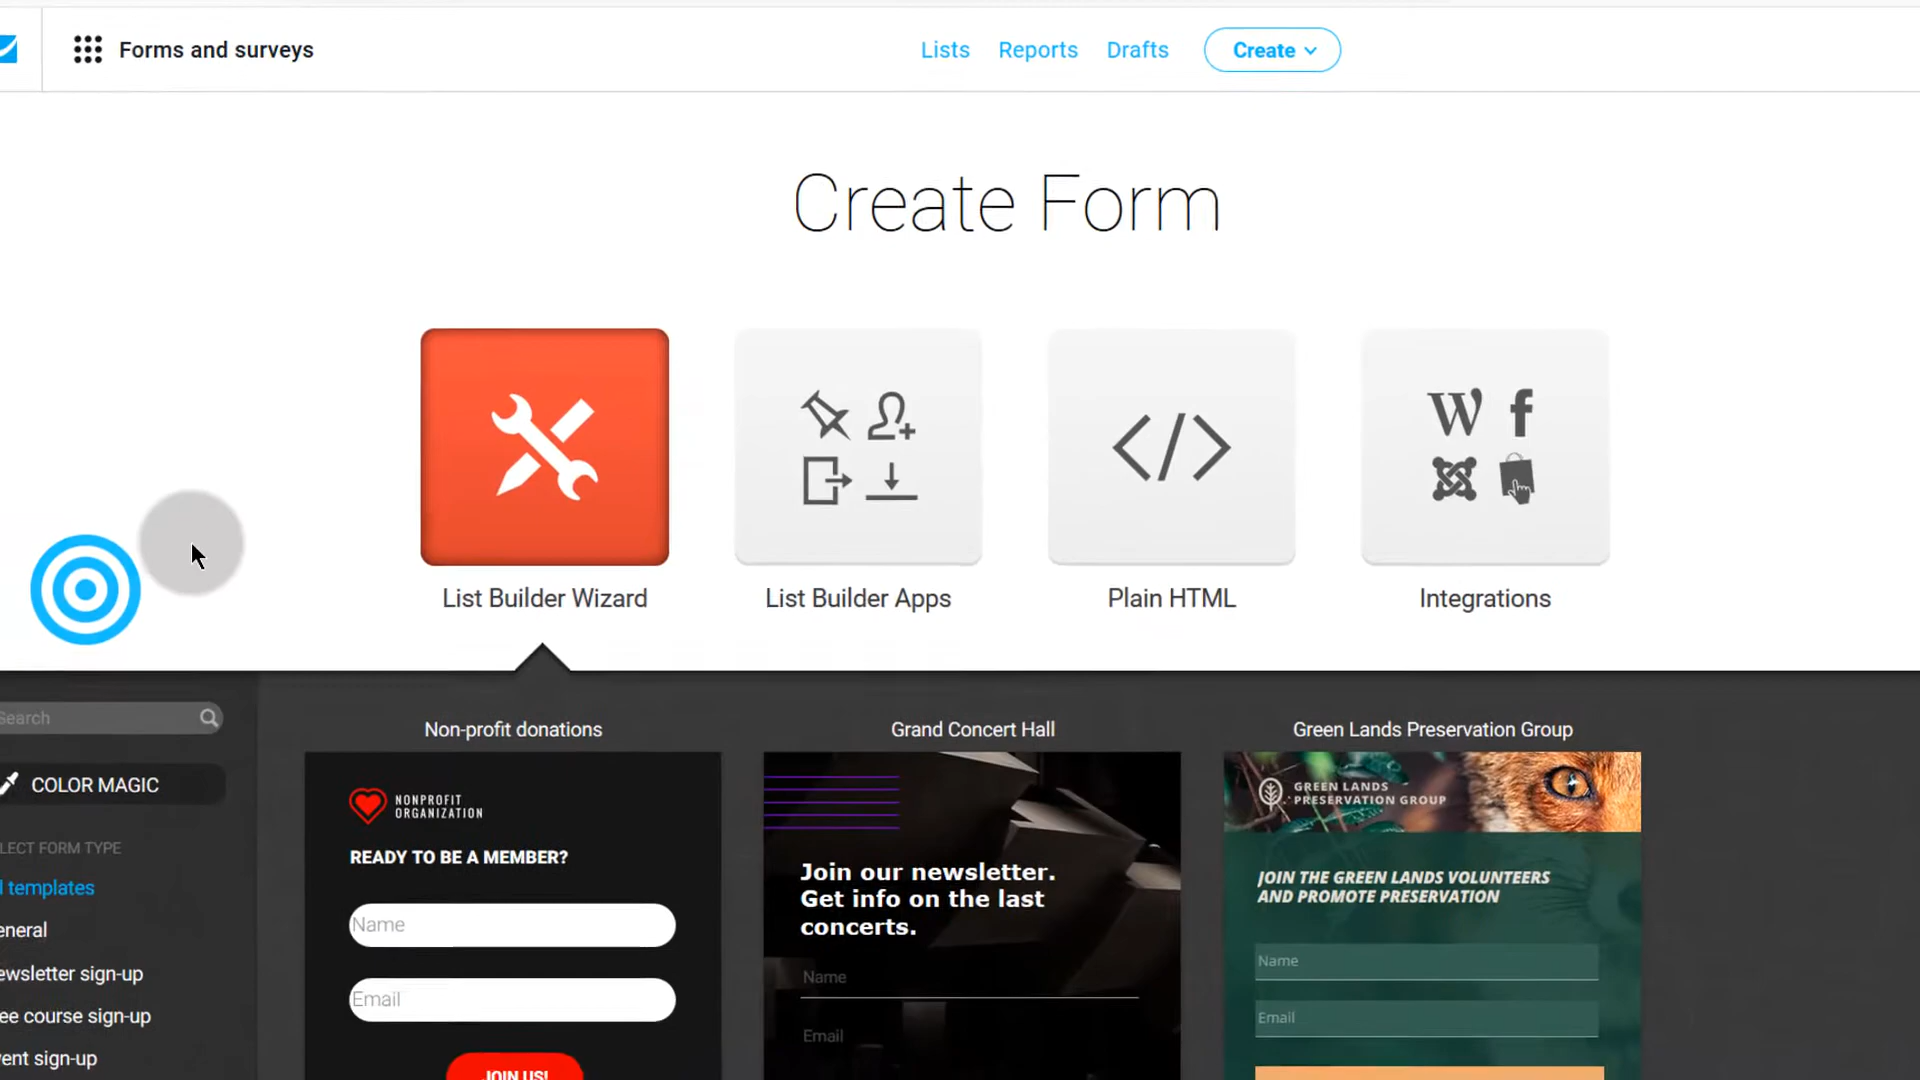 Forms and surveys
Lists
Reports
Drafts
Create
Create Form
List Builder Wizard
List Builder Apps
Plain HTML
Integrations
Search
COLOR MAGIC
LECT FORM TYPE
l templates
eneral
ewsletter sign-up
ee course sign-up
ent sign-up
Non-profit donations
NONPROFIT
ORGANIZATION
READY TO BE A MEMBER?
Name
Email
JOIN US!
Grand Concert Hall
Join our newsletter.
Get info on the last
concerts.
Name
Email
Green Lands Preservation Group
GREEN LANDS
PRESERVATION GROUP
JOIN THE GREEN LANDS VOLUNTEERS
AND PROMOTE PRESERVATION
Name
Email